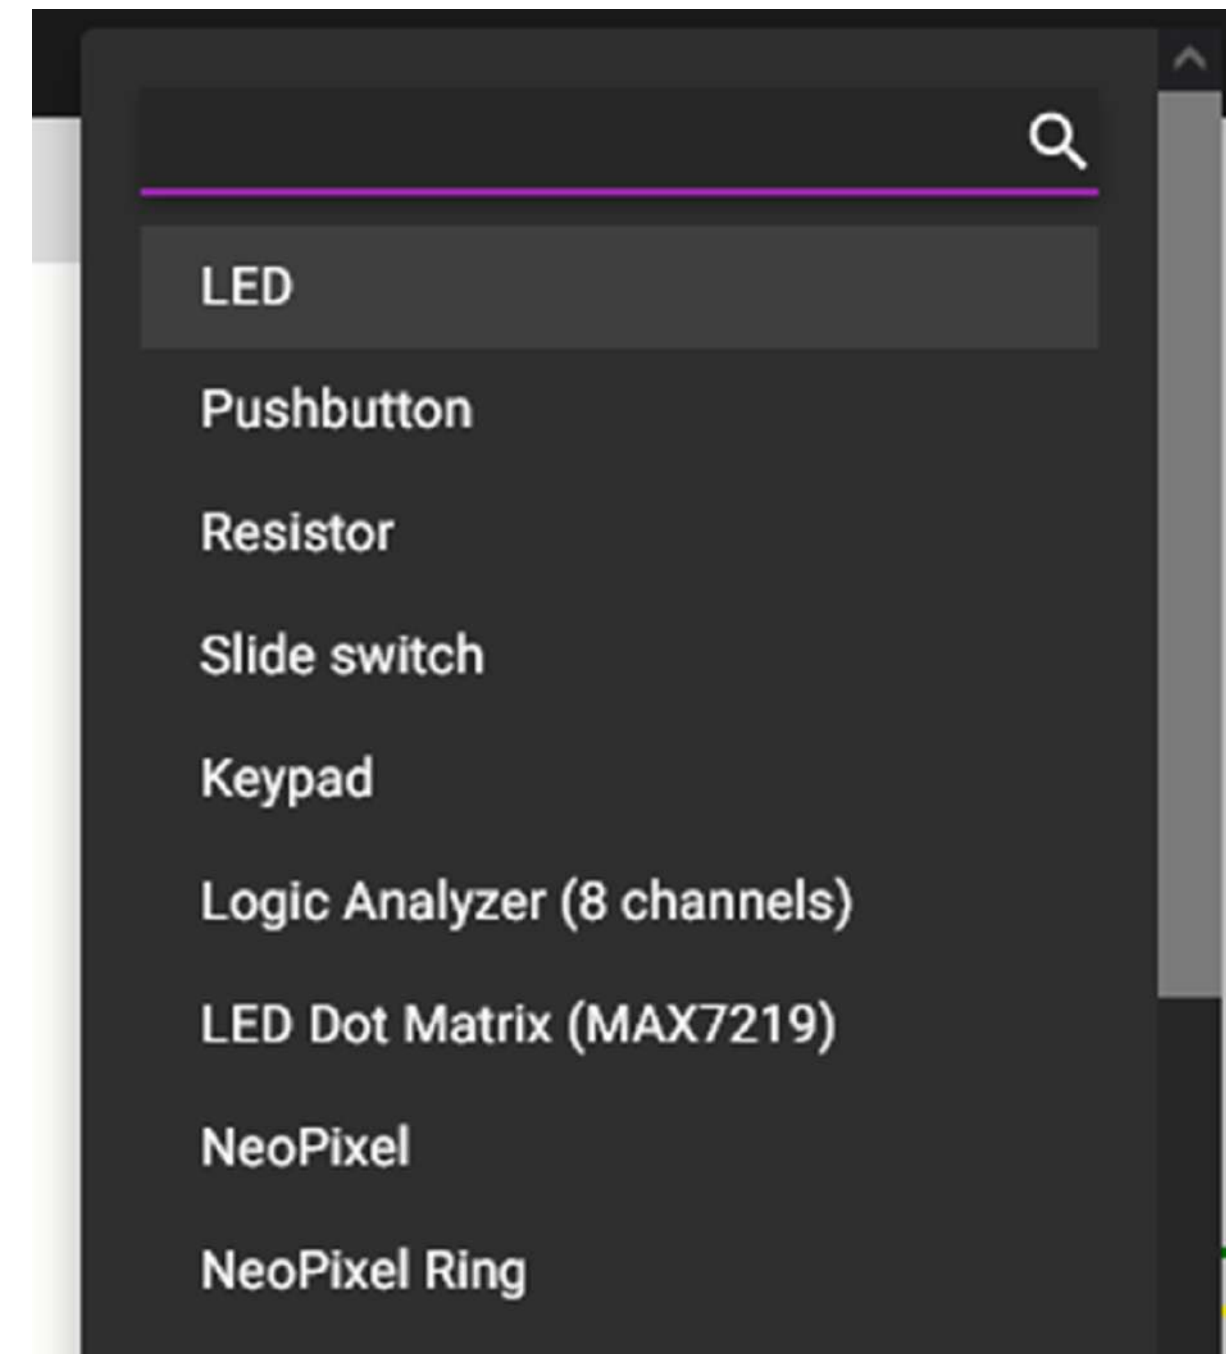 LED
Pushbutton
Resistor
Slide switch
Keypad
Logic Analyzer (8 channels)
LED Dot Matrix (MAX7219)
NeoPixel
NeoPixel Ring